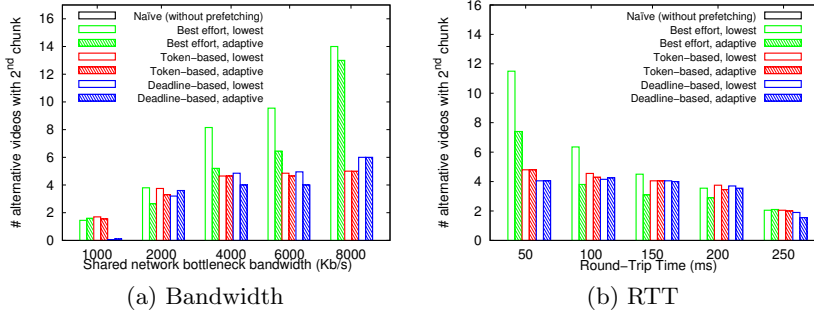 # alternative videos with 2nd chunk
16
14
12
10
8
6
4
2
0
Naïve (without prefetching)
Best effort, lowest
Best effort, adaptive
Token-based, lowest
Token-based, adaptive
Deadline-based, lowest
Deadline-based, adaptive
1000 2000 4000 6000 8000
Shared network bottleneck bandwidth (Kb/s)
(a) Bandwidth
# alternative videos with 2nd chunk
16
14
12
10
8
6
4
2
0
Naïve (without prefetching)
Best effort, lowest
Best effort, adaptive
Token-based, lowest
Token-based, adaptive
Deadline-based, lowest
Deadline-based, adaptive
50 100 150 200 250
Round-Trip Time (ms)
(b) RTT